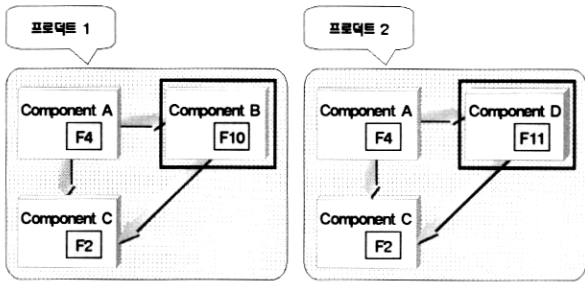 프로덕트 1
프로덕트 2
Component A
F4
Component B
F10
Component C
F2
Component A
F4
Component D
F11
Component C
F2